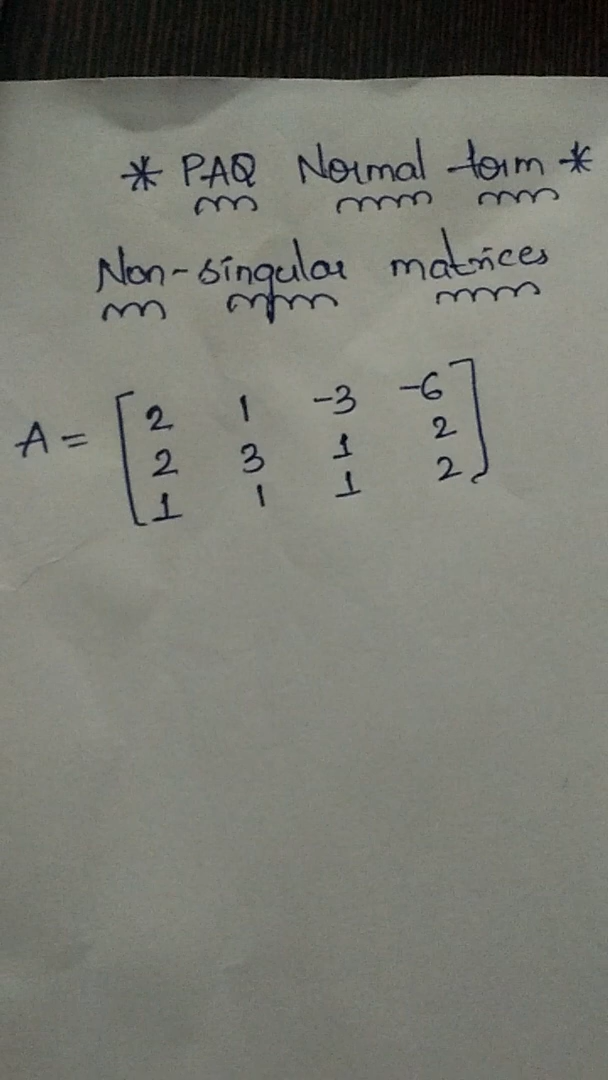 * PAQ Normal form *
Non-singular matrices
A = [2 1 -3 -6
2 3 1 2
1 1 1 2]